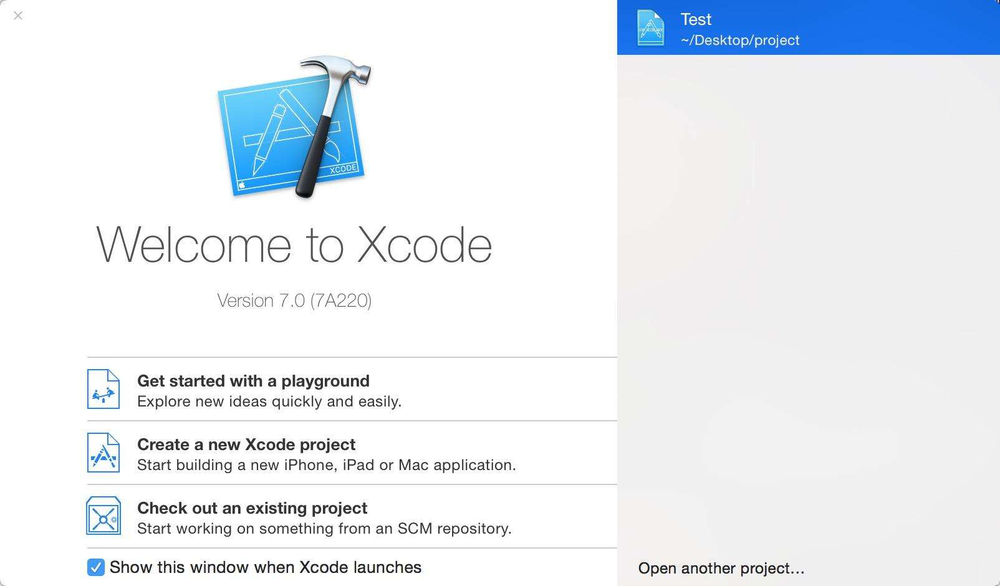 Test
~/Desktop/project
XCODE
Welcome to Xcode
Version 7.0 (7A220)
Get started with a playground
Explore new ideas quickly and easily.
Create a new Xcode project
Start building a new iPhone, iPad or Mac application.
Check out an existing project
Start working on something from an SCM repository.
Show this window when Xcode launches
Open another project...